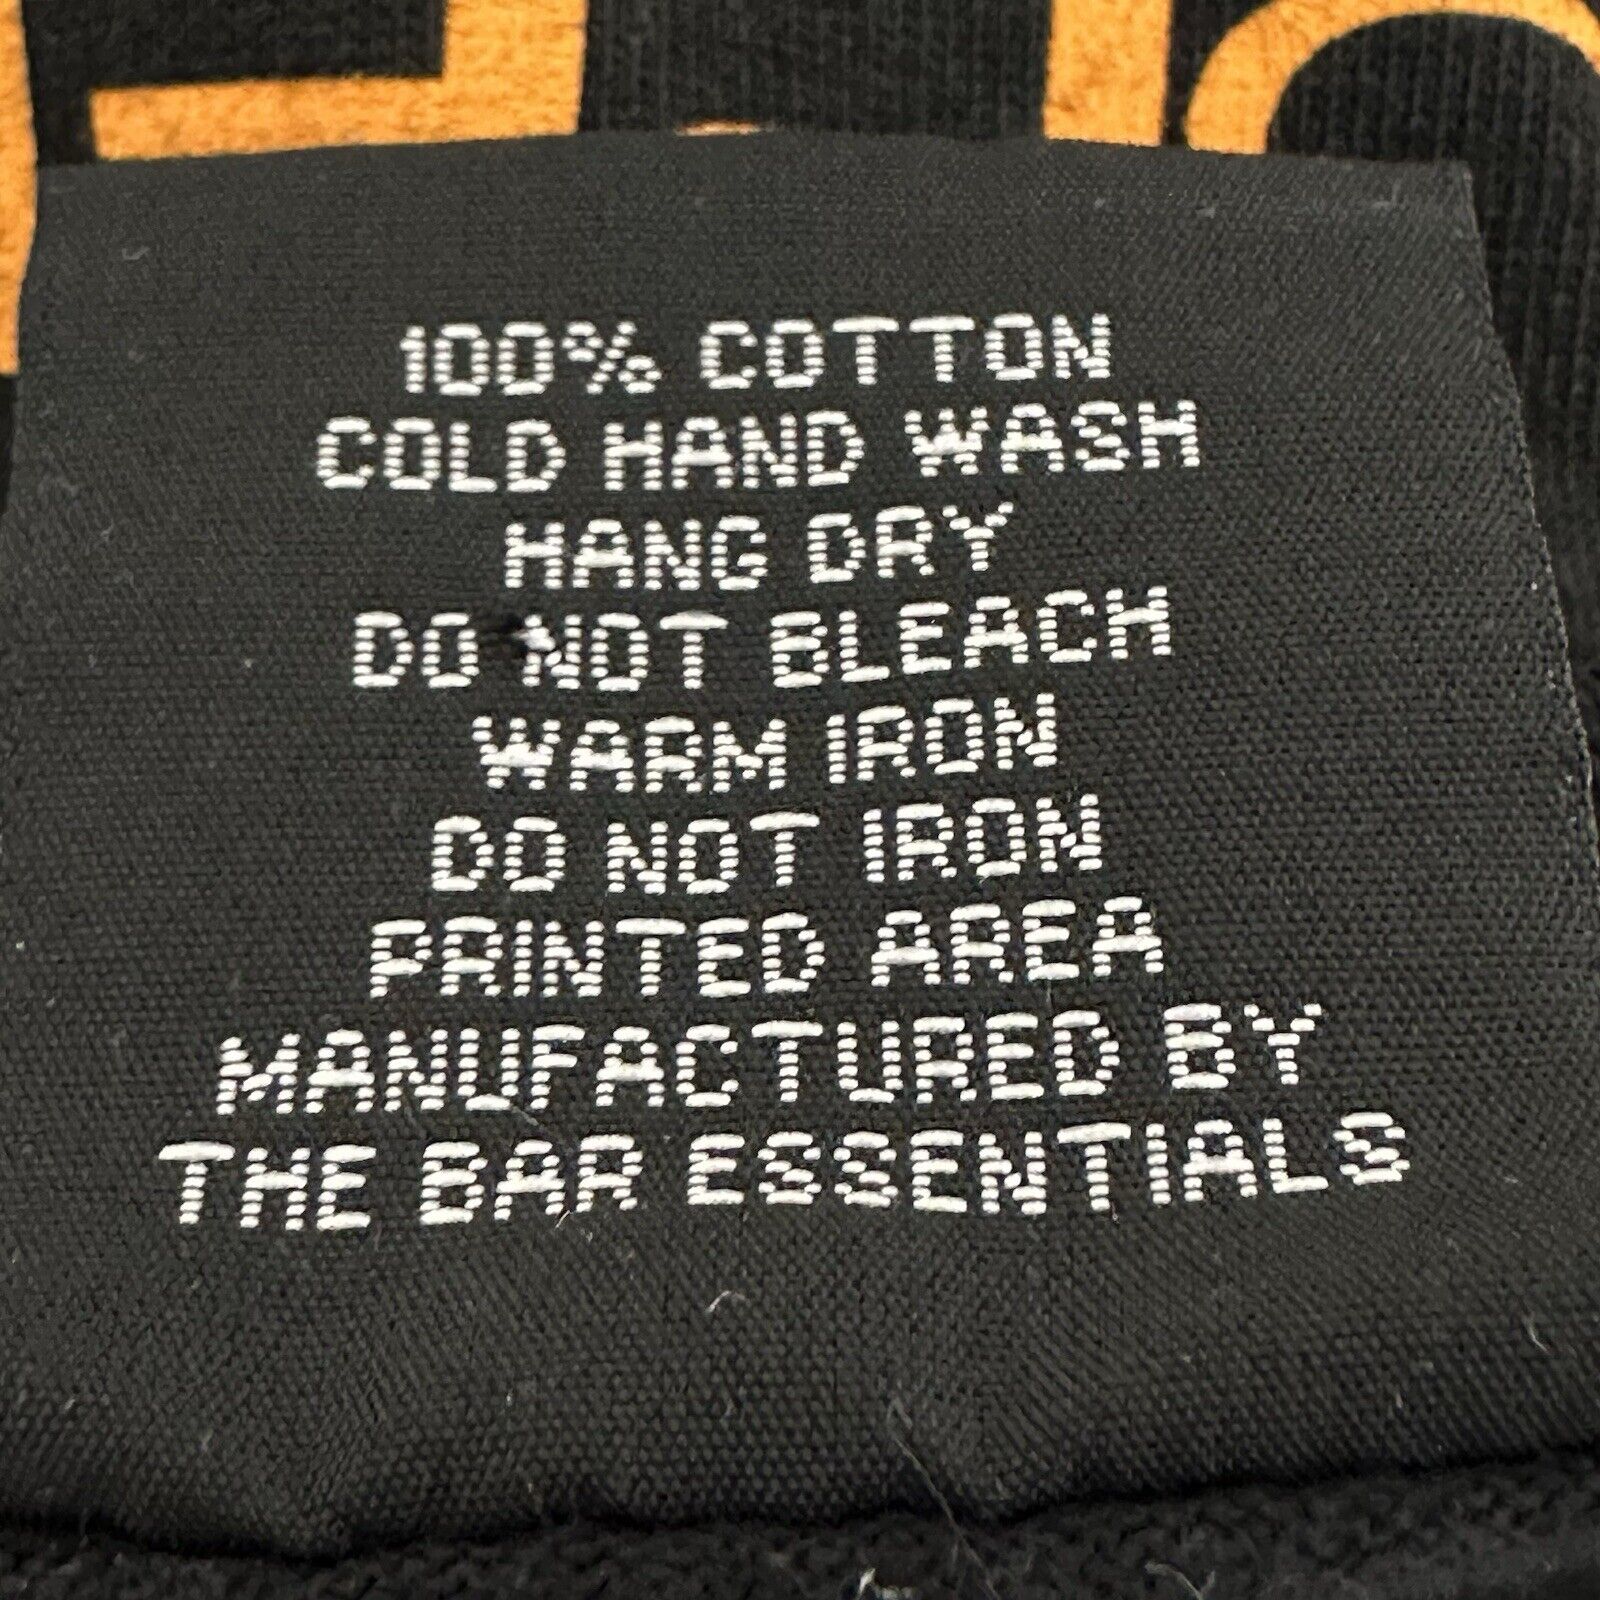 100% COTTON
COLD HAND WASH
HANG DRY
DO NOT BLEACH
WARM IRON
DO NOT IRON
PRINTED AREA
MANUFACTURED BY
THE BAR ESSENTIALS